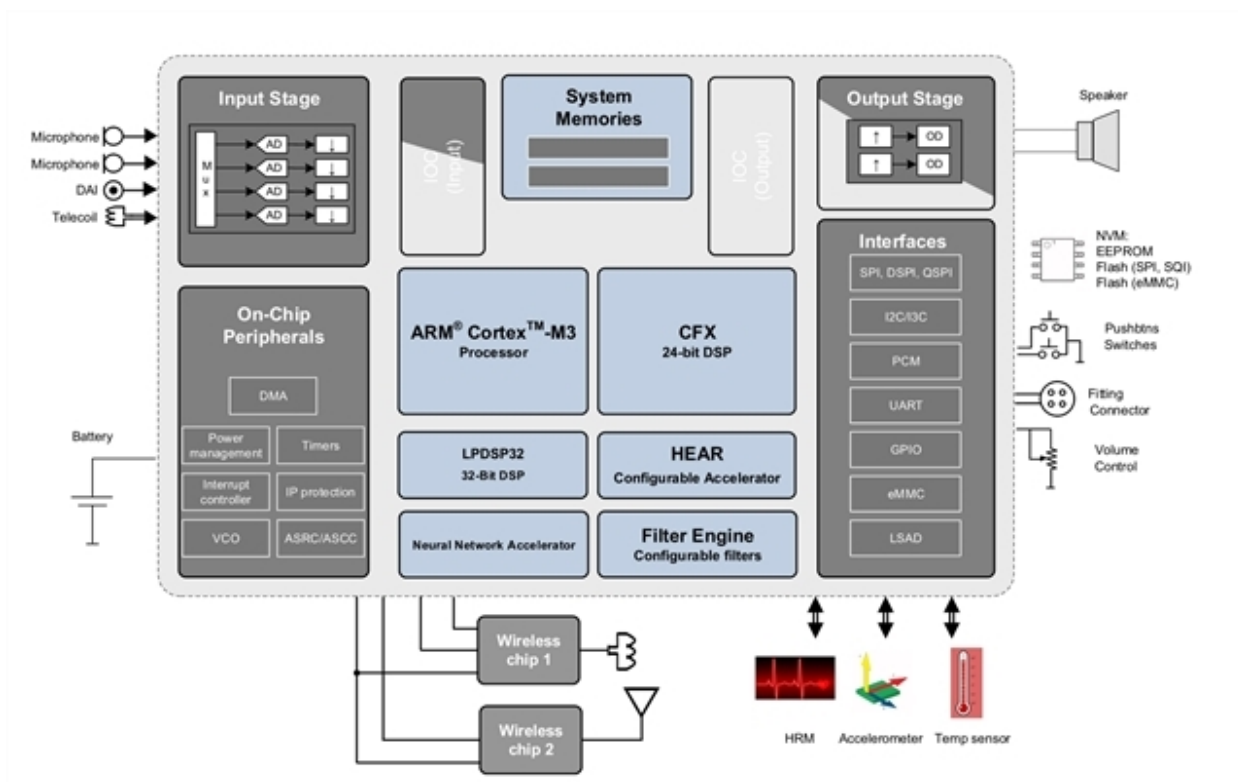 Input Stage
M
u
x
AD
↓
AD
↓
AD
↓
AD
↓
Microphone
Microphone
DAI
Telecoil
IOC
(Input)
System
Memories
IOC
(Output)
Output Stage
↑
OD
↑
OD
Speaker
Interfaces
SPI, DSPI, QSPI
I2C/I3C
PCM
UART
GPIO
eMMC
LSAD
NVM:
EEPROM
Flash (SPI, SQI)
Flash (eMMC)
Pushbtns
Switches
Fitting
Connector
Volume
Control
On-Chip
Peripherals
DMA
Power
management
Timers
Interrupt
controller
IP protection
VCO
ASRC/ASCC
Battery
ARM® Cortex™-M3
Processor
CFX
24-bit DSP
LPDSP32
32-Bit DSP
HEAR
Configurable Accelerator
Neural Network Accelerator
Filter Engine
Configurable filters
Wireless
chip 1
Wireless
chip 2
HRM
Accelerometer
Temp sensor